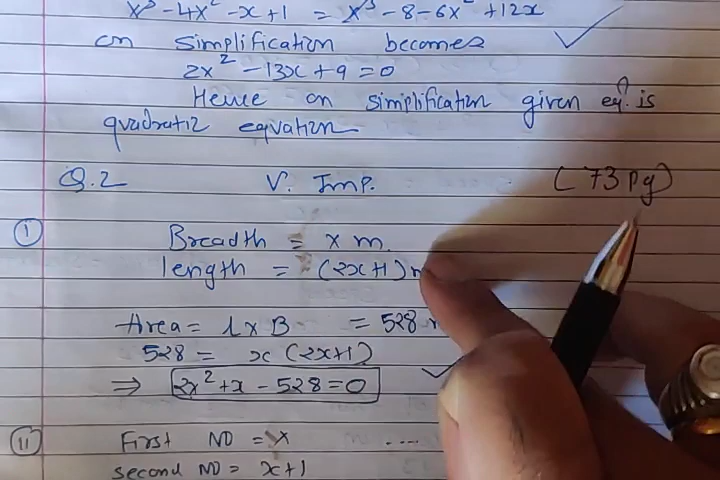 x³ - 4x² - x + 1 = x³ - 8 - 6x² + 12x
on simplification becomes
2x² - 13x + 9 = 0
Hence on simplification given eqn. is
quadratic equation
Q.2 V. Imp. (73 pg)
(i) Breadth = x m.
length = (2x+1)
Area = l x B = 528
528 = x (2x+1)
⇒ 2x² + x - 528 = 0
(ii) First NO = x ....
second NO = x+1